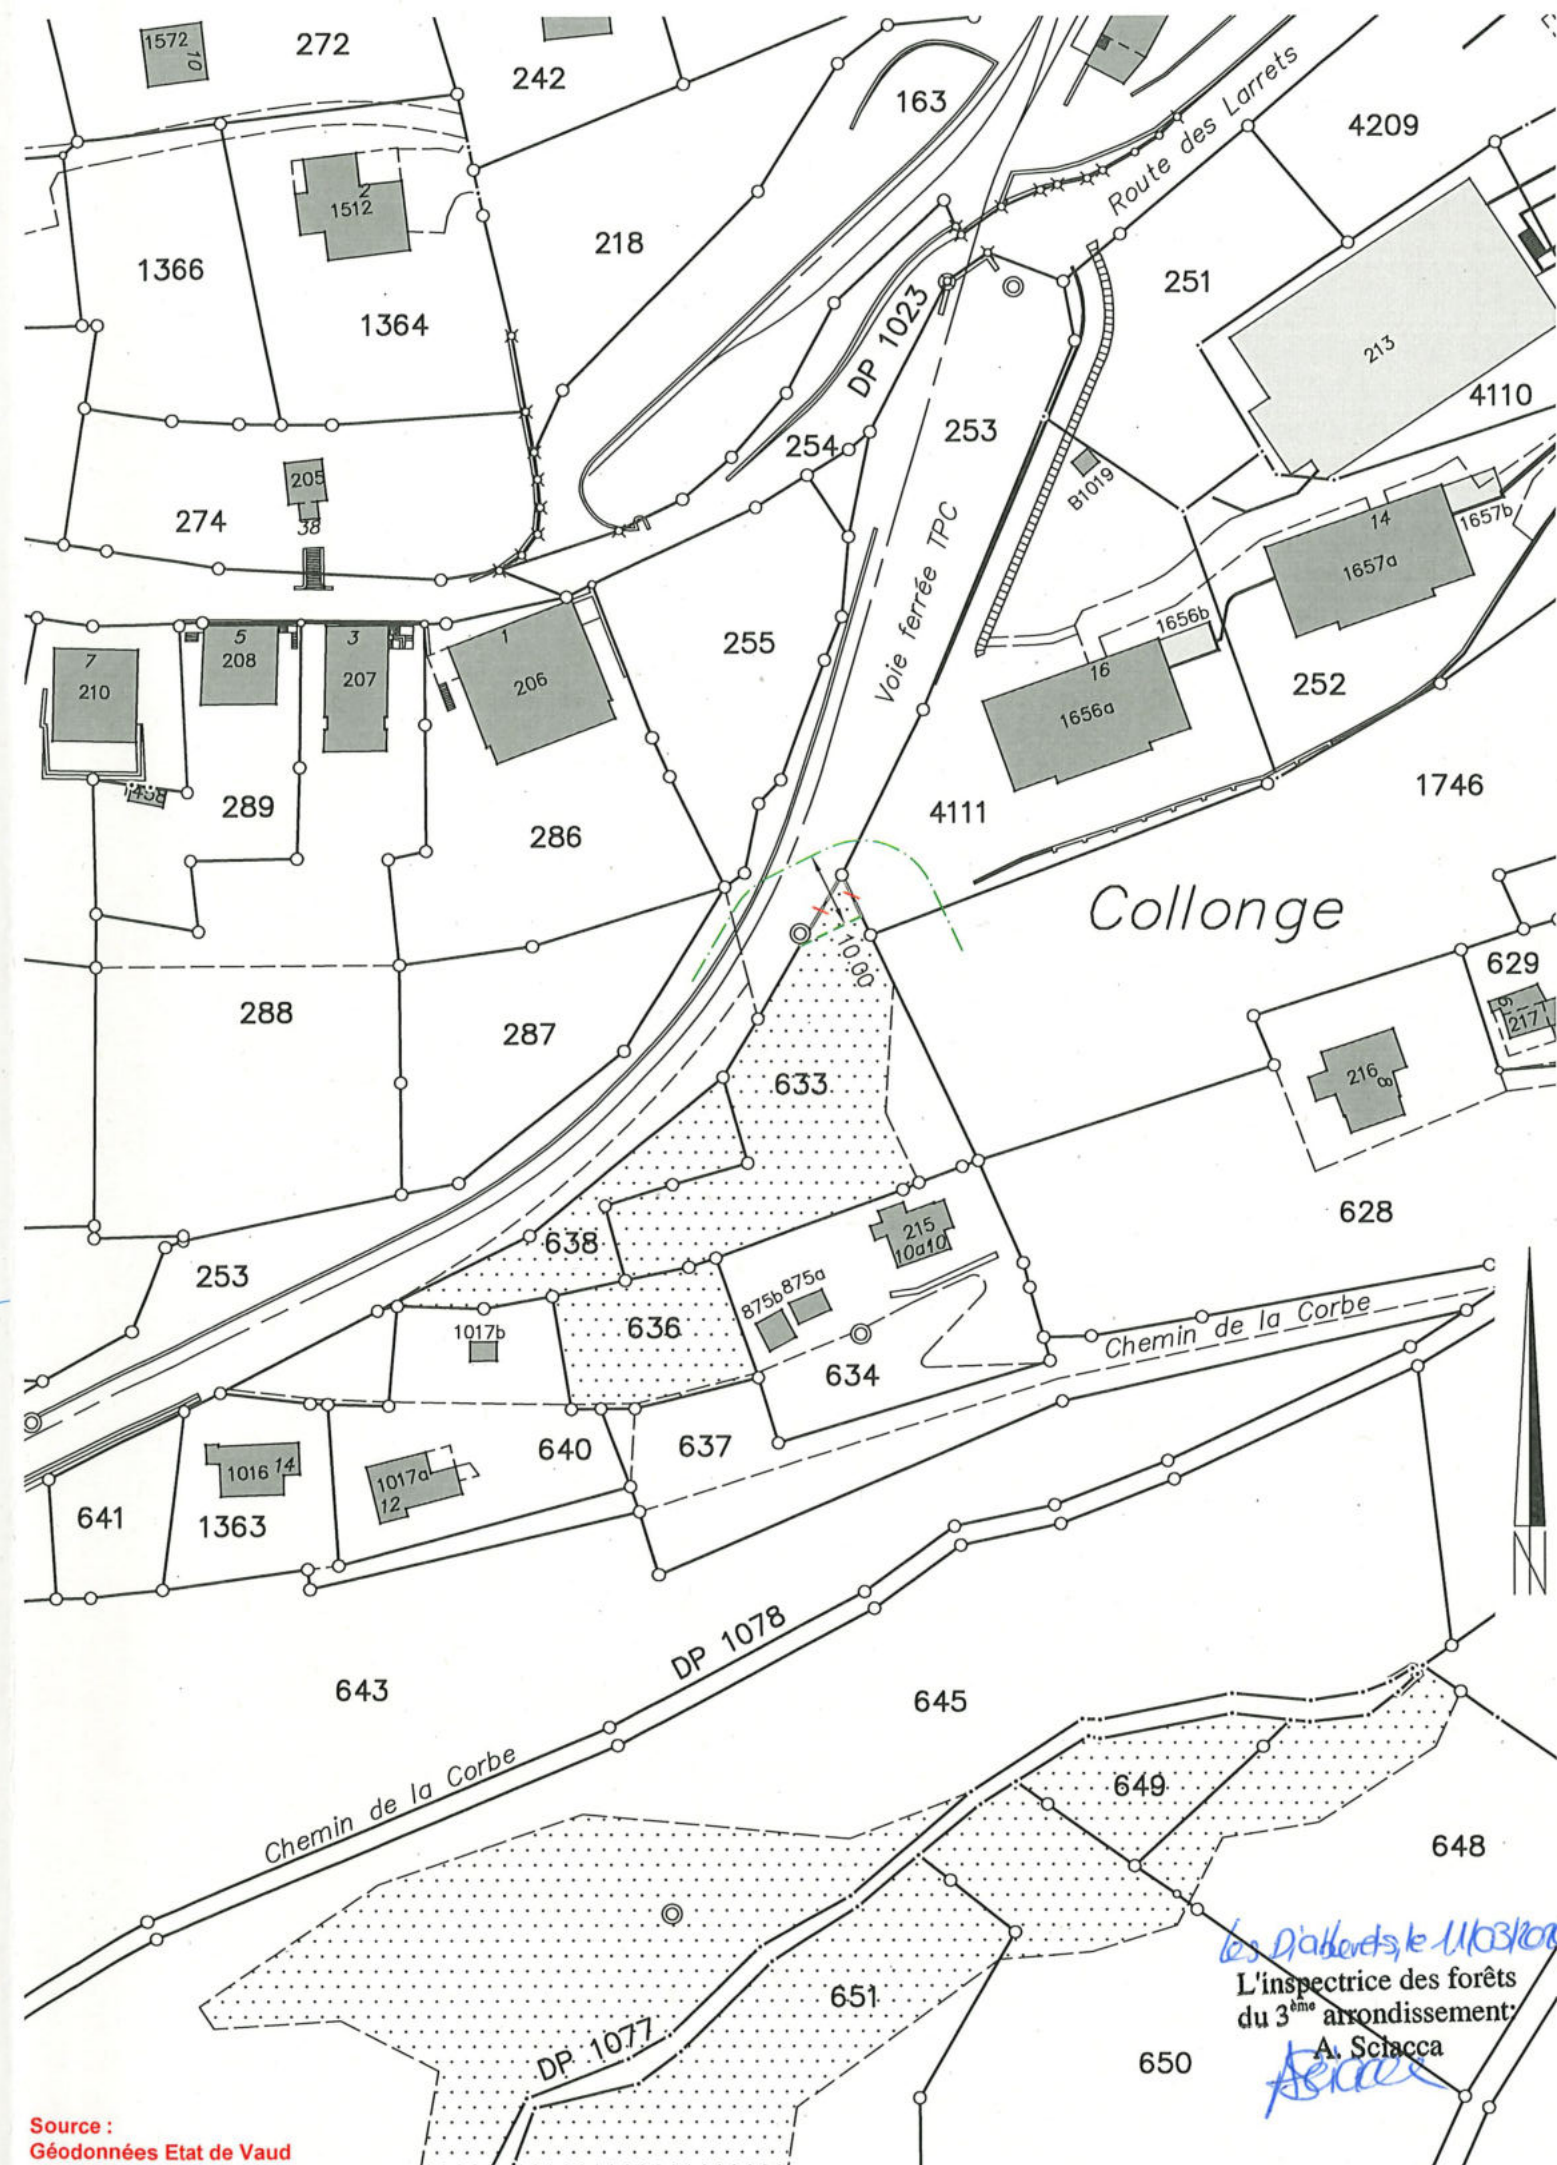 1572
10
272
242
163
4209
Route des Larrets
2
1512
1366
218
1364
251
DP 1023
213
4110
253
254
205
274
38
B1019
14
1657b
1657a
Voie ferrée TPC
1656b
5
3
1
7
208
255
210
207
206
16
252
1656a
289
4111
1746
286
Collonge
10.00
629
288
287
9
217
633
216
8
215
10a10
628
638
253
875b
875a
1017b
636
Chemin de la Corbe
634
640
637
1016
14
1017a
12
641
1363
DP 1078
643
645
Chemin de la Corbe
649
648
651
Les Diablerets, le 11/03/20
L'inspectrice des forêts
du 3ème arrondissement:
A. Sciacca
DP 1077
650
Source :
Géodonnées Etat de Vaud
N